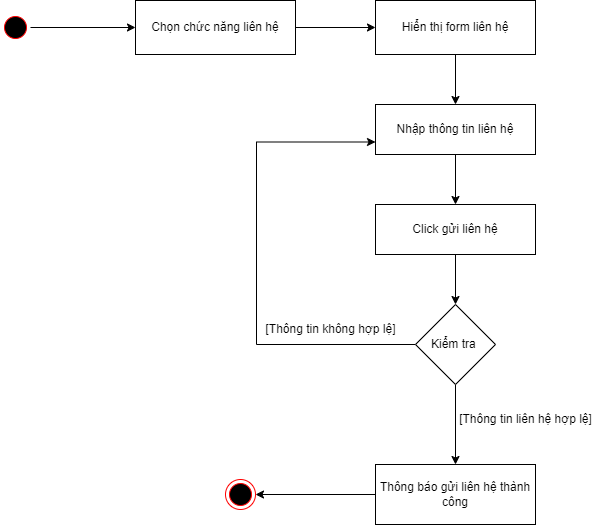 Chọn chức năng liên hệ
Hiển thị form liên hệ
Nhập thông tin liên hệ
Click gửi liên hệ
[Thông tin không hợp lệ]
Kiểm tra
[Thông tin liên hệ hợp lệ]
Thông báo gửi liên hệ thành
công